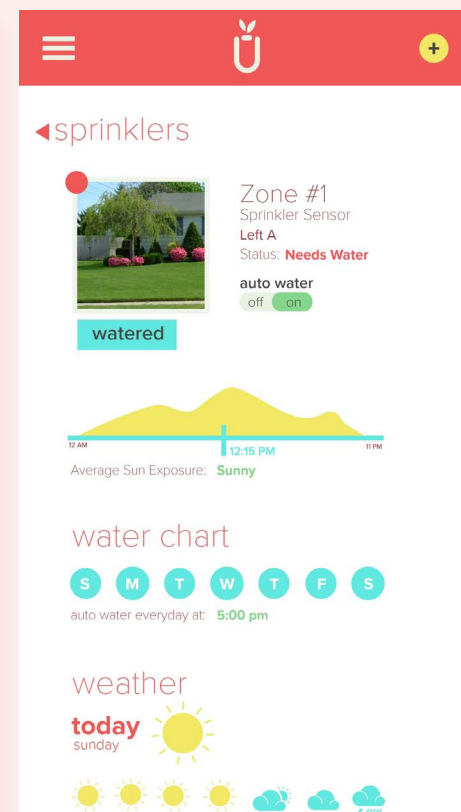 +
sprinklers
Zone #1
Sprinkler Sensor
Left A
Status: Needs Water
auto water
off on
watered
12 AM
12:15 PM
11 PM
Average Sun Exposure: Sunny
water chart
S M T W T F S
auto water everyday at: 5:00 pm
weather
today
sunday